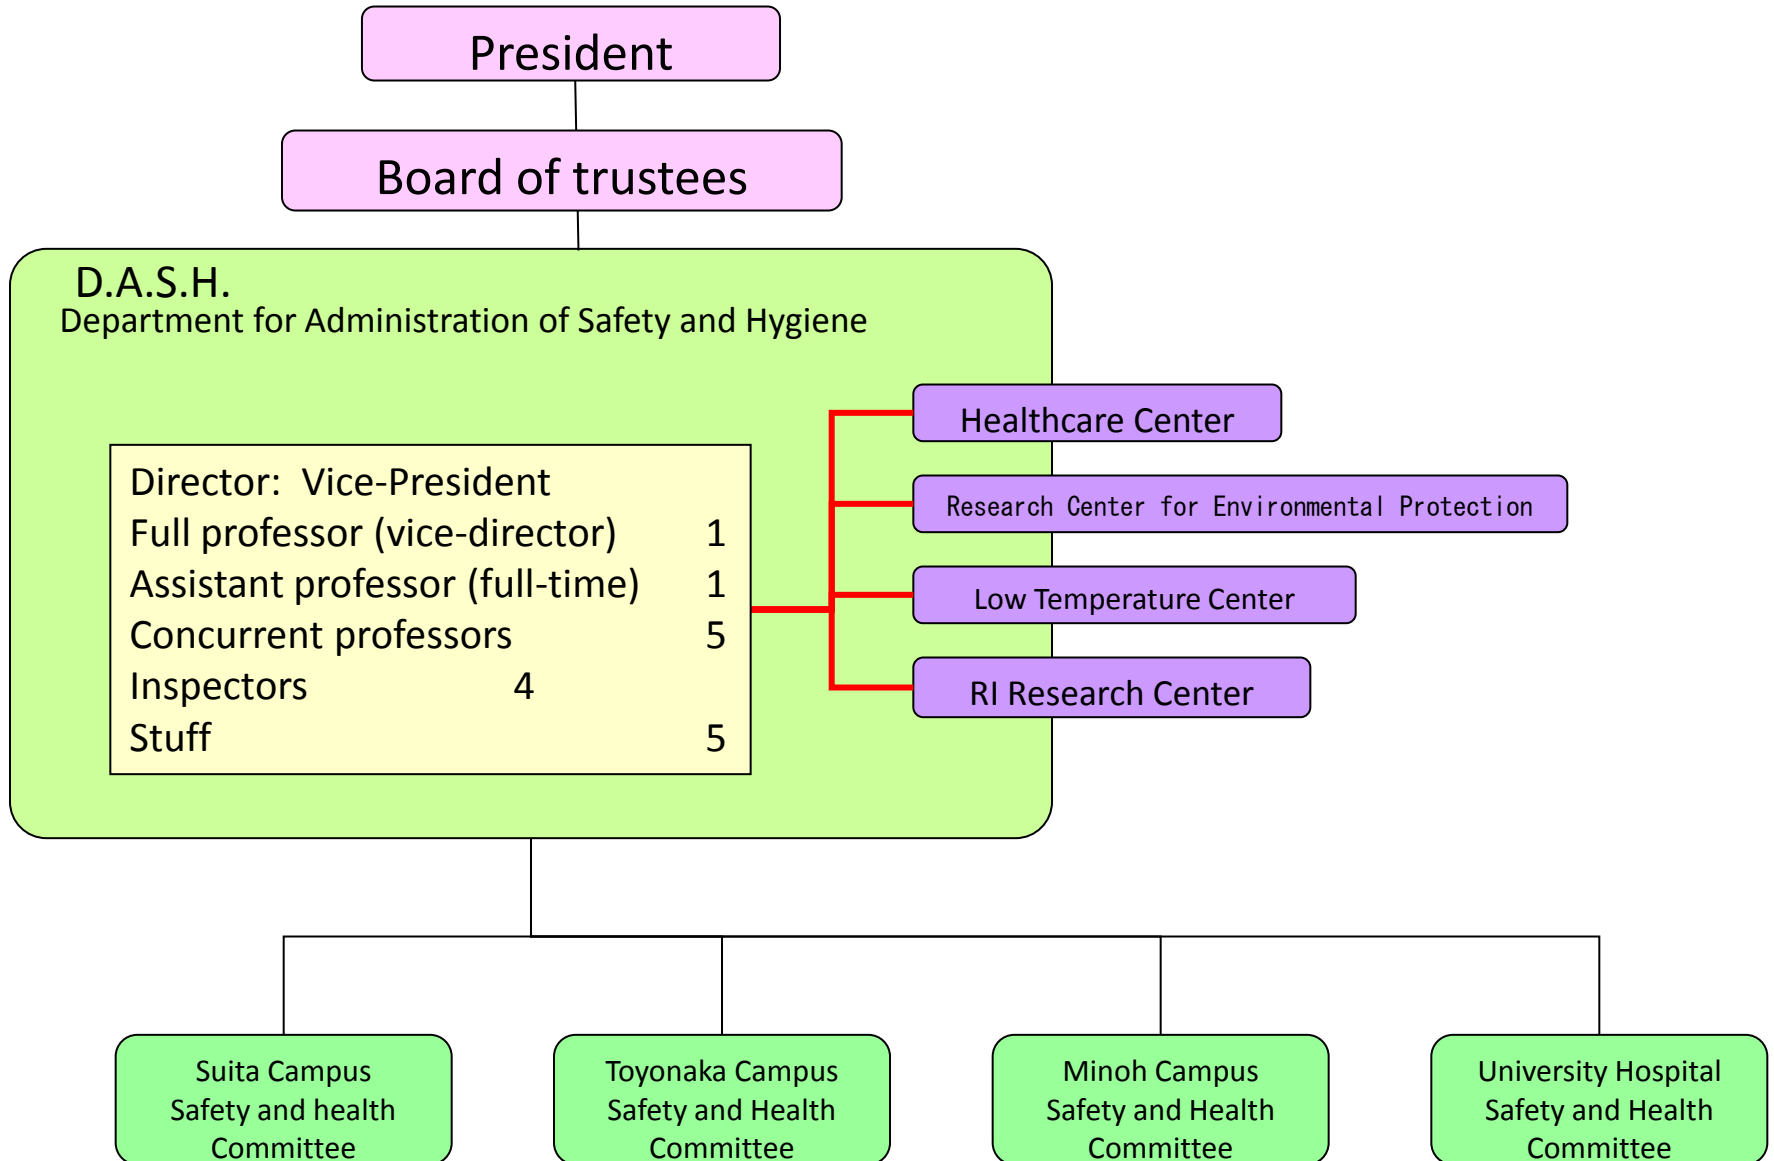 President
Board of trustees
D.A.S.H.
Department for Administration of Safety and Hygiene
Director: Vice-President
Full professor (vice-director) 1
Assistant professor (full-time) 1
Concurrent professors 5
Inspectors 4
Stuff 5
Healthcare Center
Research Center for Environmental Protection
Low Temperature Center
RI Research Center
Suita Campus
Safety and health
Committee
Toyonaka Campus
Safety and Health
Committee
Minoh Campus
Safety and Health
Committee
University Hospital
Safety and Health
Committee